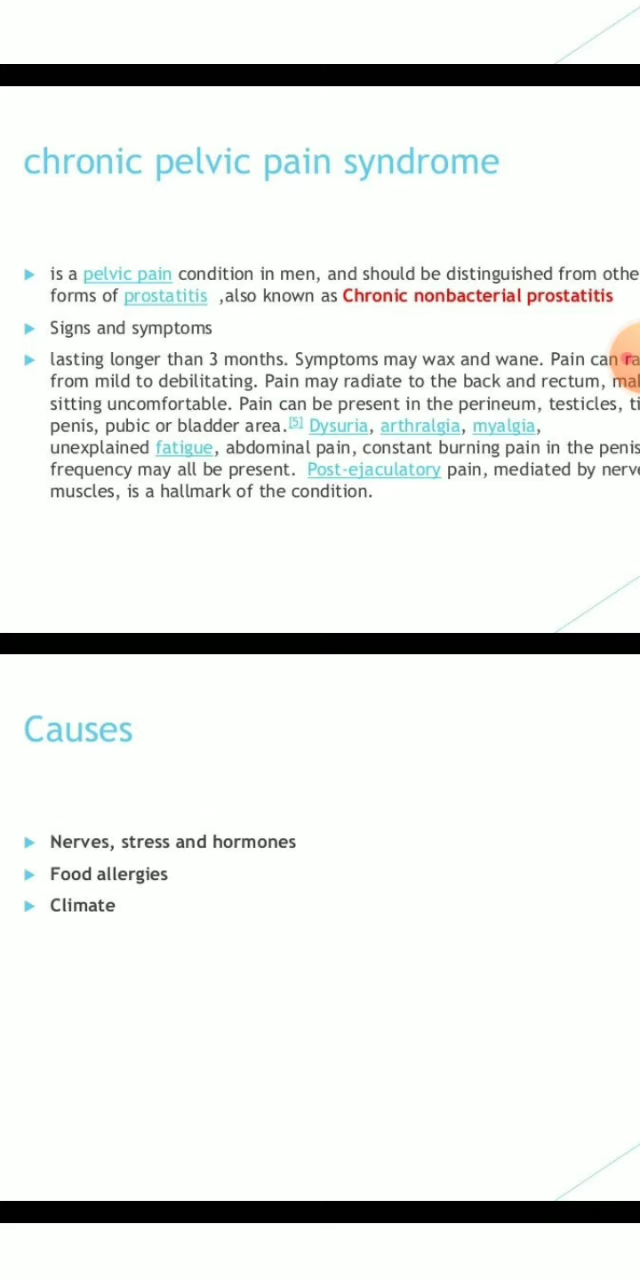 chronic pelvic pain syndrome
is a pelvic pain condition in men, and should be distinguished from
forms of prostatitis ,also known as Chronic nonbacterial prostatitis
Signs and symptoms
lasting longer than 3 months. Symptoms may wax and wane. Pain can
from mild to debilitating. Pain may radiate to the back and rectum,
sitting uncomfortable. Pain can be present in the perineum, testicles,
penis, pubic or bladder area.[5] Dysuria, arthralgia, myalgia,
unexplained fatigue, abdominal pain, constant burning pain in the penis
frequency may all be present. Post-ejaculatory pain, mediated by
muscles, is a hallmark of the condition.
Causes
Nerves, stress and hormones
Food allergies
Climate